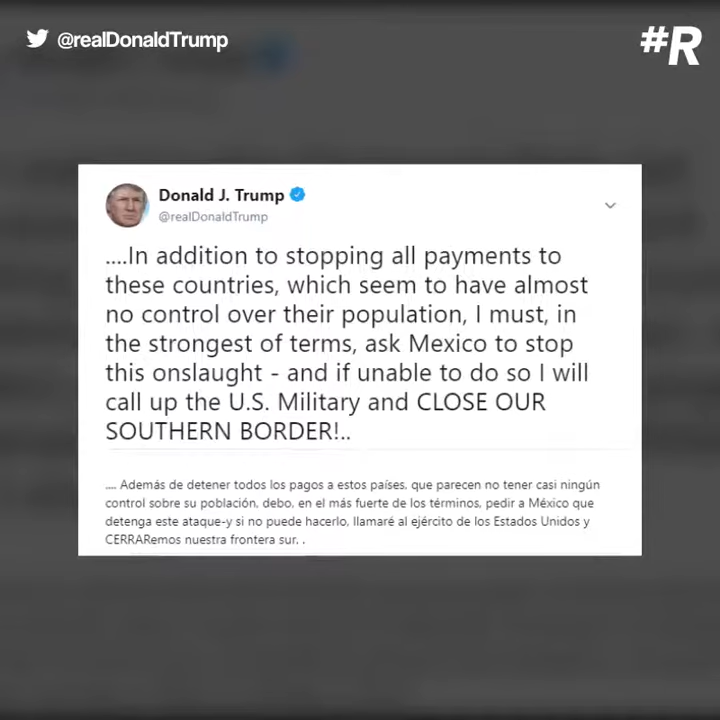 @realDonaldTrump
#R
Donald J. Trump
@realDonaldTrump
....In addition to stopping all payments to
these countries, which seem to have almost
no control over their population, I must, in
the strongest of terms, ask Mexico to stop
this onslaught - and if unable to do so I will
call up the U.S. Military and CLOSE OUR
SOUTHERN BORDER!..
.... Además de detener todos los pagos a estos países, que parecen no tener casi ningún
control sobre su población, debo, en el más fuerte de los términos, pedir a México que
detenga este ataque-y si no puede hacerlo, llamaré al ejército de los Estados Unidos y
CERRARemos nuestra frontera sur. .